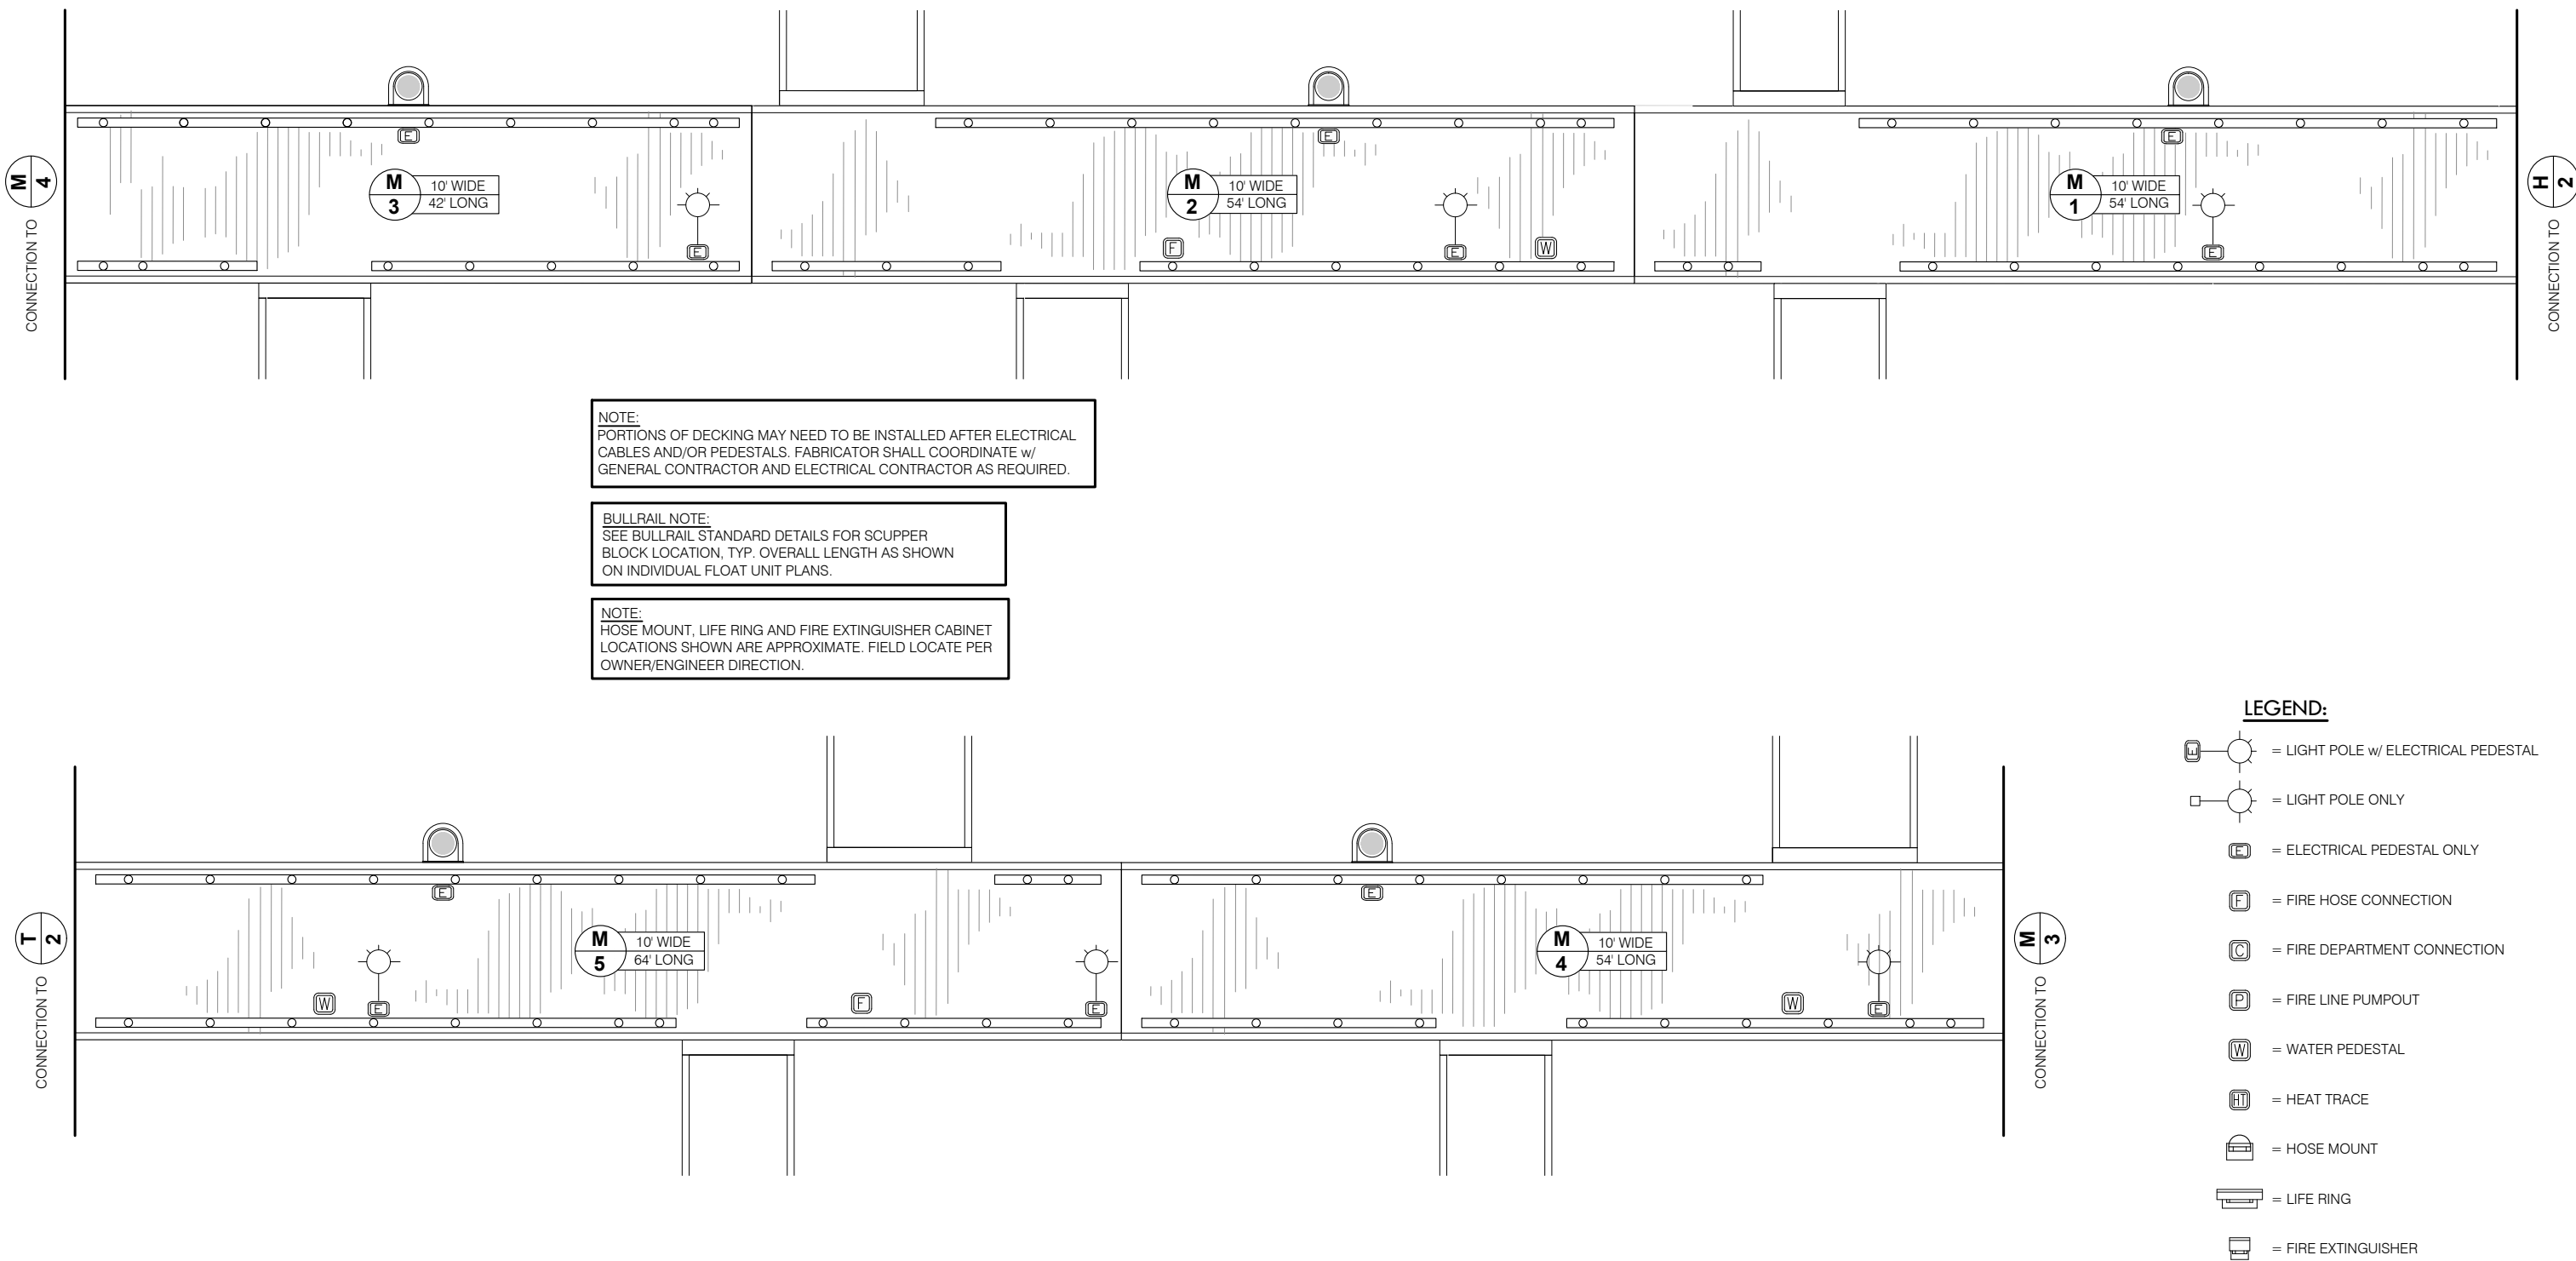 M
4
CONNECTION TO
E
M
3
10' WIDE
42' LONG
E
E
M
2
10' WIDE
54' LONG
F
E
W
E
M
1
10' WIDE
54' LONG
E
H
2
CONNECTION TO
NOTE:
PORTIONS OF DECKING MAY NEED TO BE INSTALLED AFTER ELECTRICAL
CABLES AND/OR PEDESTALS. FABRICATOR SHALL COORDINATE w/
GENERAL CONTRACTOR AND ELECTRICAL CONTRACTOR AS REQUIRED.
BULLRAIL NOTE:
SEE BULLRAIL STANDARD DETAILS FOR SCUPPER
BLOCK LOCATION, TYP. OVERALL LENGTH AS SHOWN
ON INDIVIDUAL FLOAT UNIT PLANS.
NOTE:
HOSE MOUNT, LIFE RING AND FIRE EXTINGUISHER CABINET
LOCATIONS SHOWN ARE APPROXIMATE. FIELD LOCATE PER
OWNER/ENGINEER DIRECTION.
T
2
CONNECTION TO
E
M
5
10' WIDE
64' LONG
W
E
F
E
E
M
4
10' WIDE
54' LONG
W
E
M
3
CONNECTION TO
LEGEND:
E = LIGHT POLE w/ ELECTRICAL PEDESTAL
= LIGHT POLE ONLY
E = ELECTRICAL PEDESTAL ONLY
F = FIRE HOSE CONNECTION
C = FIRE DEPARTMENT CONNECTION
P = FIRE LINE PUMPOUT
W = WATER PEDESTAL
HT = HEAT TRACE
= HOSE MOUNT
= LIFE RING
= FIRE EXTINGUISHER